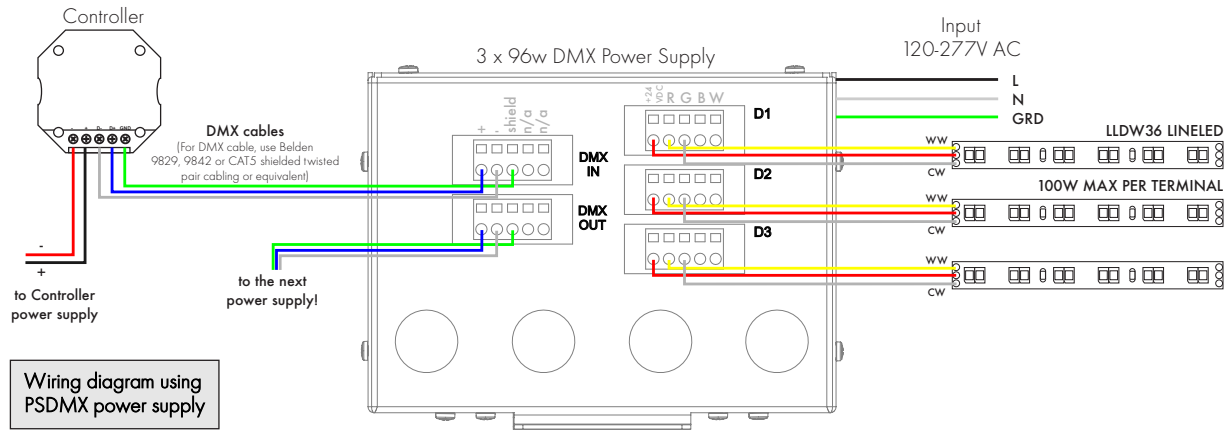 Controller
- + D- D+ GND
DMX cables
(For DMX cable, use Belden
9829, 9842 or CAT5 shielded twisted
pair cabling or equivalent)
-
+
to Controller
power supply
to the next
power supply!
Wiring diagram using
PSDMX power supply
3 x 96w DMX Power Supply
+ - shield n/a n/a
DMX
IN
DMX
OUT
+24
VDC R G B W
D1
D2
D3
Input
120-277V AC
L
N
GRD
LLDW36 LINELED
WW
CW
100W MAX PER TERMINAL
WW
CW
WW
CW